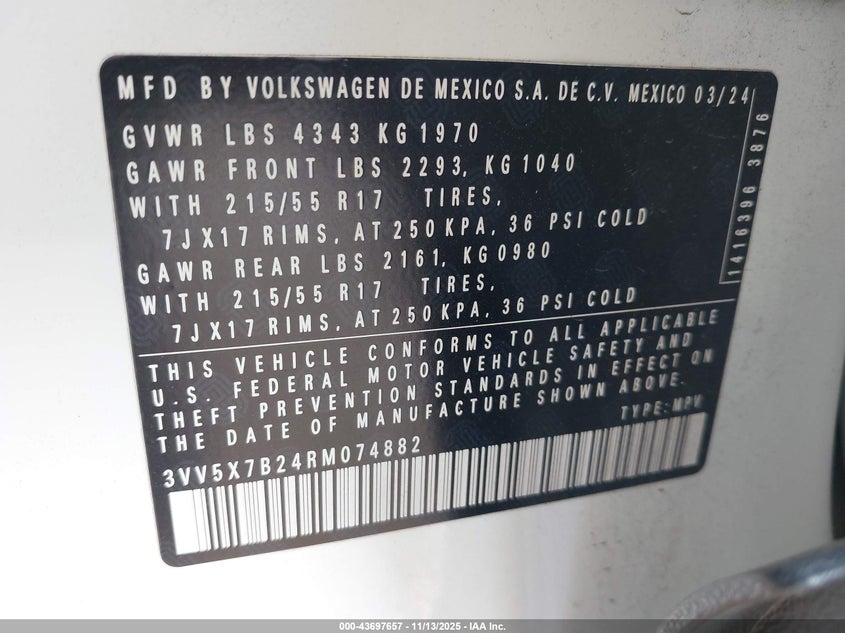 MFD BY VOLKSWAGEN DE MEXICO S.A. DE C.V. MEXICO 03/24
GVWR LBS 4343 KG 1970
GAWR FRONT LBS 2293, KG 1040
WITH 215/55 R17 TIRES,
7JX17 RIMS, AT 250 KPA, 36 PSI COLD
GAWR REAR LBS 2161, KG 0980
WITH 215/55 R17 TIRES,
7JX17 RIMS, AT 250 KPA, 36 PSI COLD
1416396 3876
THIS VEHICLE CONFORMS TO ALL APPLICABLE
U.S. FEDERAL MOTOR VEHICLE SAFETY AND
THEFT PREVENTION STANDARDS IN EFFECT ON
THE DATE OF MANUFACTURE SHOWN ABOVE.
TYPE: MPV
3VV5X7B24RM074882
000-43697657 - 11/13/2025 - IAA Inc.